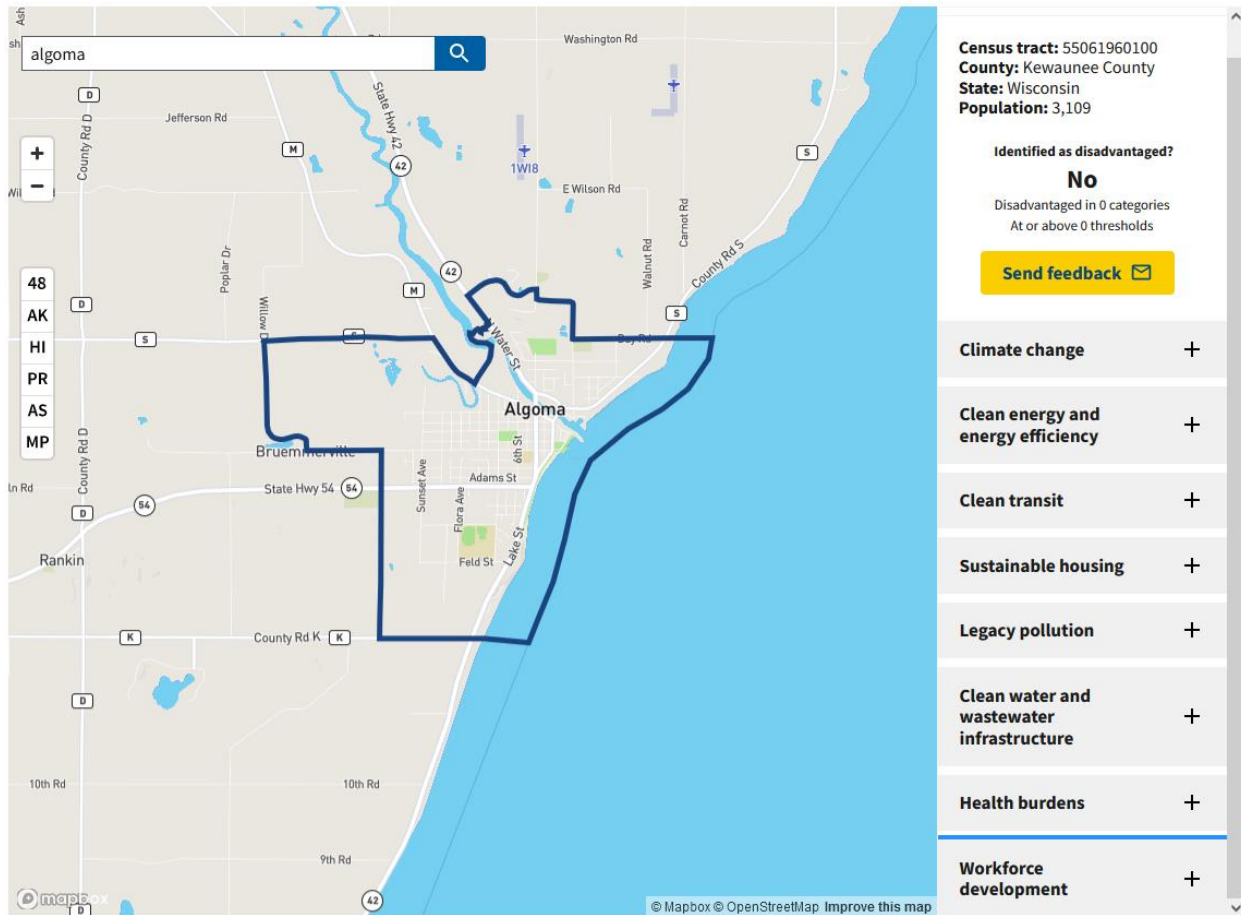 algoma
Washington Rd
County Rd D
D
Jefferson Rd
State Hwy 42
M
42
1WI8
S
E Wilson Rd
Carnot Rd
Walnut Rd
County Rd S
Poplar Dr
+
−
48
AK
HI
PR
AS
MP
42
M
D
S
Willow D
S
S
Bay Rd
N Water St
Algoma
County Rd D
Bruemmerville
6th St
Sunset Ave
Adams St
State Hwy 54
54
Flora Ave
54
D
Rankin
Feld St
Lake St
K
County Rd K
K
D
10th Rd
10th Rd
9th Rd
42
D
mapbox
© Mapbox © OpenStreetMap Improve this map
Census tract: 55061960100
County: Kewaunee County
State: Wisconsin
Population: 3,109
Identified as disadvantaged?
No
Disadvantaged in 0 categories
At or above 0 thresholds
Send feedback
Climate change +
Clean energy and
energy efficiency +
Clean transit +
Sustainable housing +
Legacy pollution +
Clean water and
wastewater
infrastructure +
Health burdens +
Workforce
development +